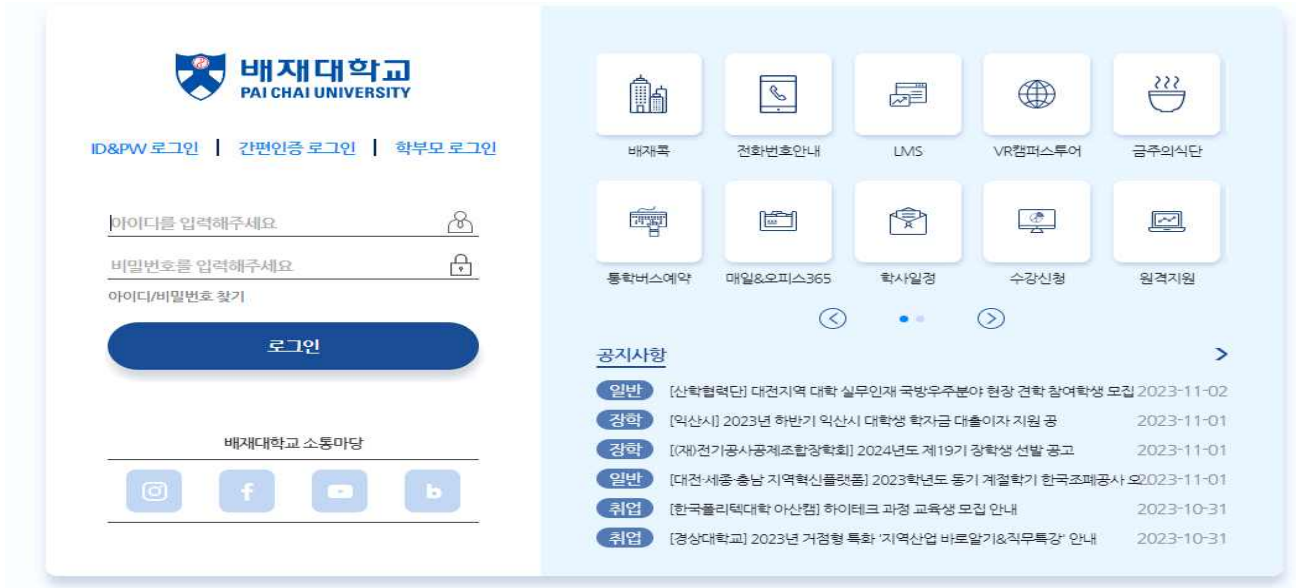 배재대학교
PAI CHAI UNIVERSITY
ID&PW 로그인 | 간편인증 로그인 | 학부모 로그인
아이디를 입력해주세요
비밀번호를 입력해주세요
아이디/비밀번호 찾기
로그인
배재대학교 소통마당
배재콕 전화번호안내 LMS VR캠퍼스투어 금주의식단
통학버스예약 매일&오피스365 학사일정 수강신청 원격지원
공지사항
일반 [산학협력단] 대전지역 대학 실무인재 국방우주분야 현장 견학 참여학생 모집 2023-11-02
장학 [익산시] 2023년 하반기 익산시 대학생 학자금 대출이자 지원 공 2023-11-01
장학 [(재)전기공사공제조합장학회] 2024년도 제19기 장학생 선발 공고 2023-11-01
일반 [대전·세종·충남 지역혁신플랫폼] 2023학년도 동기 계절학기 한국조폐공사 오 2023-11-01
취업 [한국폴리텍대학 아산캠] 하이테크 과정 교육생 모집 안내 2023-10-31
취업 [경상대학교] 2023년 거점형 특화 '지역산업 바로알기&직무특강' 안내 2023-10-31